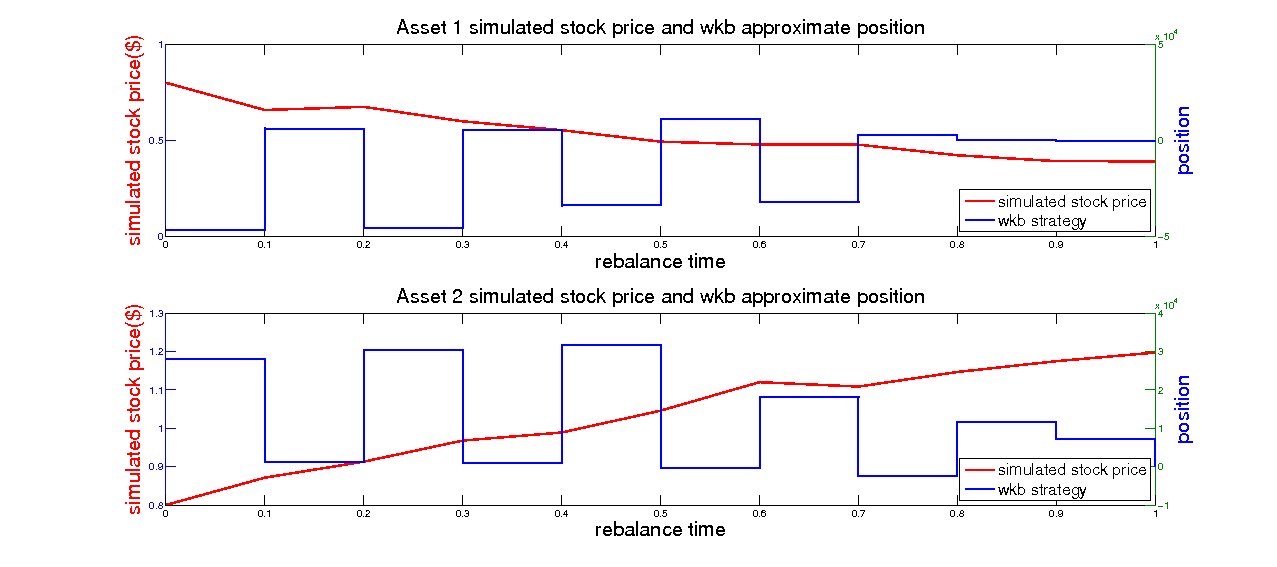 Asset 1 simulated stock price and wkb approximate position
x 10^4
simulated stock price($)
1
0.5
0
5
0
-5
position
simulated stock price
wkb strategy
0 0.1 0.2 0.3 0.4 0.5 0.6 0.7 0.8 0.9 1
rebalance time
Asset 2 simulated stock price and wkb approximate position
x 10^4
simulated stock price($)
1.3
1.2
1.1
1
0.9
0.8
4
3
2
1
0
-1
position
simulated stock price
wkb strategy
0 0.1 0.2 0.3 0.4 0.5 0.6 0.7 0.8 0.9 1
rebalance time